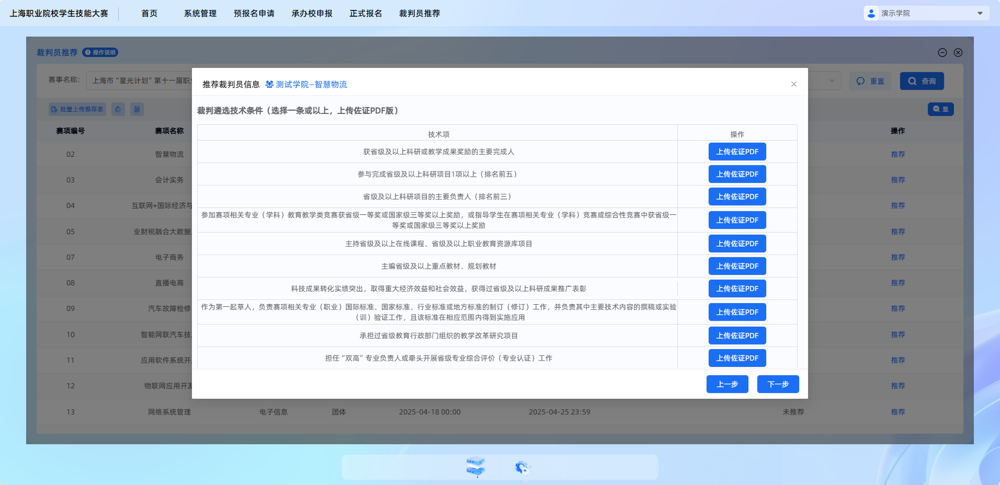 上海职业院校学生技能大赛 首页 系统管理 预报名申请 承办校申报 正式报名 裁判员推荐 演示学院
裁判员推荐 操作说明
赛事名称: 上海市“星光计划”第十一届职业 重置 查询
批量上传推荐表 显
赛项编号 赛项名称 操作
02 智慧物流 推荐
03 会计实务 推荐
04 互联网+国际经济与 推荐
05 业财税融合大数据 推荐
07 电子商务 推荐
08 直播电商 推荐
09 汽车故障检修 推荐
10 智能网联汽车技 推荐
11 应用软件系统开 推荐
12 物联网应用开发 推荐
13 网络系统管理 电子信息 团体 2025-04-18 00:00 2025-04-25 23:59 未推荐 推荐
推荐裁判员信息 测试学院–智慧物流
裁判遴选技术条件（选择一条或以上，上传佐证PDF版）
技术项 操作
获省级及以上科研或教学成果奖励的主要完成人 上传佐证PDF
参与完成省级及以上科研项目1项以上（排名前五） 上传佐证PDF
省级及以上科研项目的主要负责人（排名前三） 上传佐证PDF
参加赛项相关专业（学科）教育教学类竞赛获省级一等奖或国家级三等奖以上奖励，或指导学生在赛项相关专业（学科）竞赛或综合性竞赛中获省级一
等奖或国家级三等奖以上奖励 上传佐证PDF
主持省级及以上在线课程、省级及以上职业教育资源库项目 上传佐证PDF
主编省级及以上重点教材、规划教材 上传佐证PDF
科技成果转化实绩突出，取得重大经济效益和社会效益，获得过省级及以上科研成果推广表彰 上传佐证PDF
作为第一起草人，负责赛项相关专业（职业）国际标准、国家标准、行业标准或地方标准的制订（修订）工作，并负责其中主要技术内容的撰稿或实验
（训）验证工作，且该标准在相应范围内得到实施应用 上传佐证PDF
承担过省级教育行政部门组织的教学改革研究项目 上传佐证PDF
担任“双高”专业负责人或牵头开展省级专业综合评价（专业认证）工作 上传佐证PDF
上一步 下一步